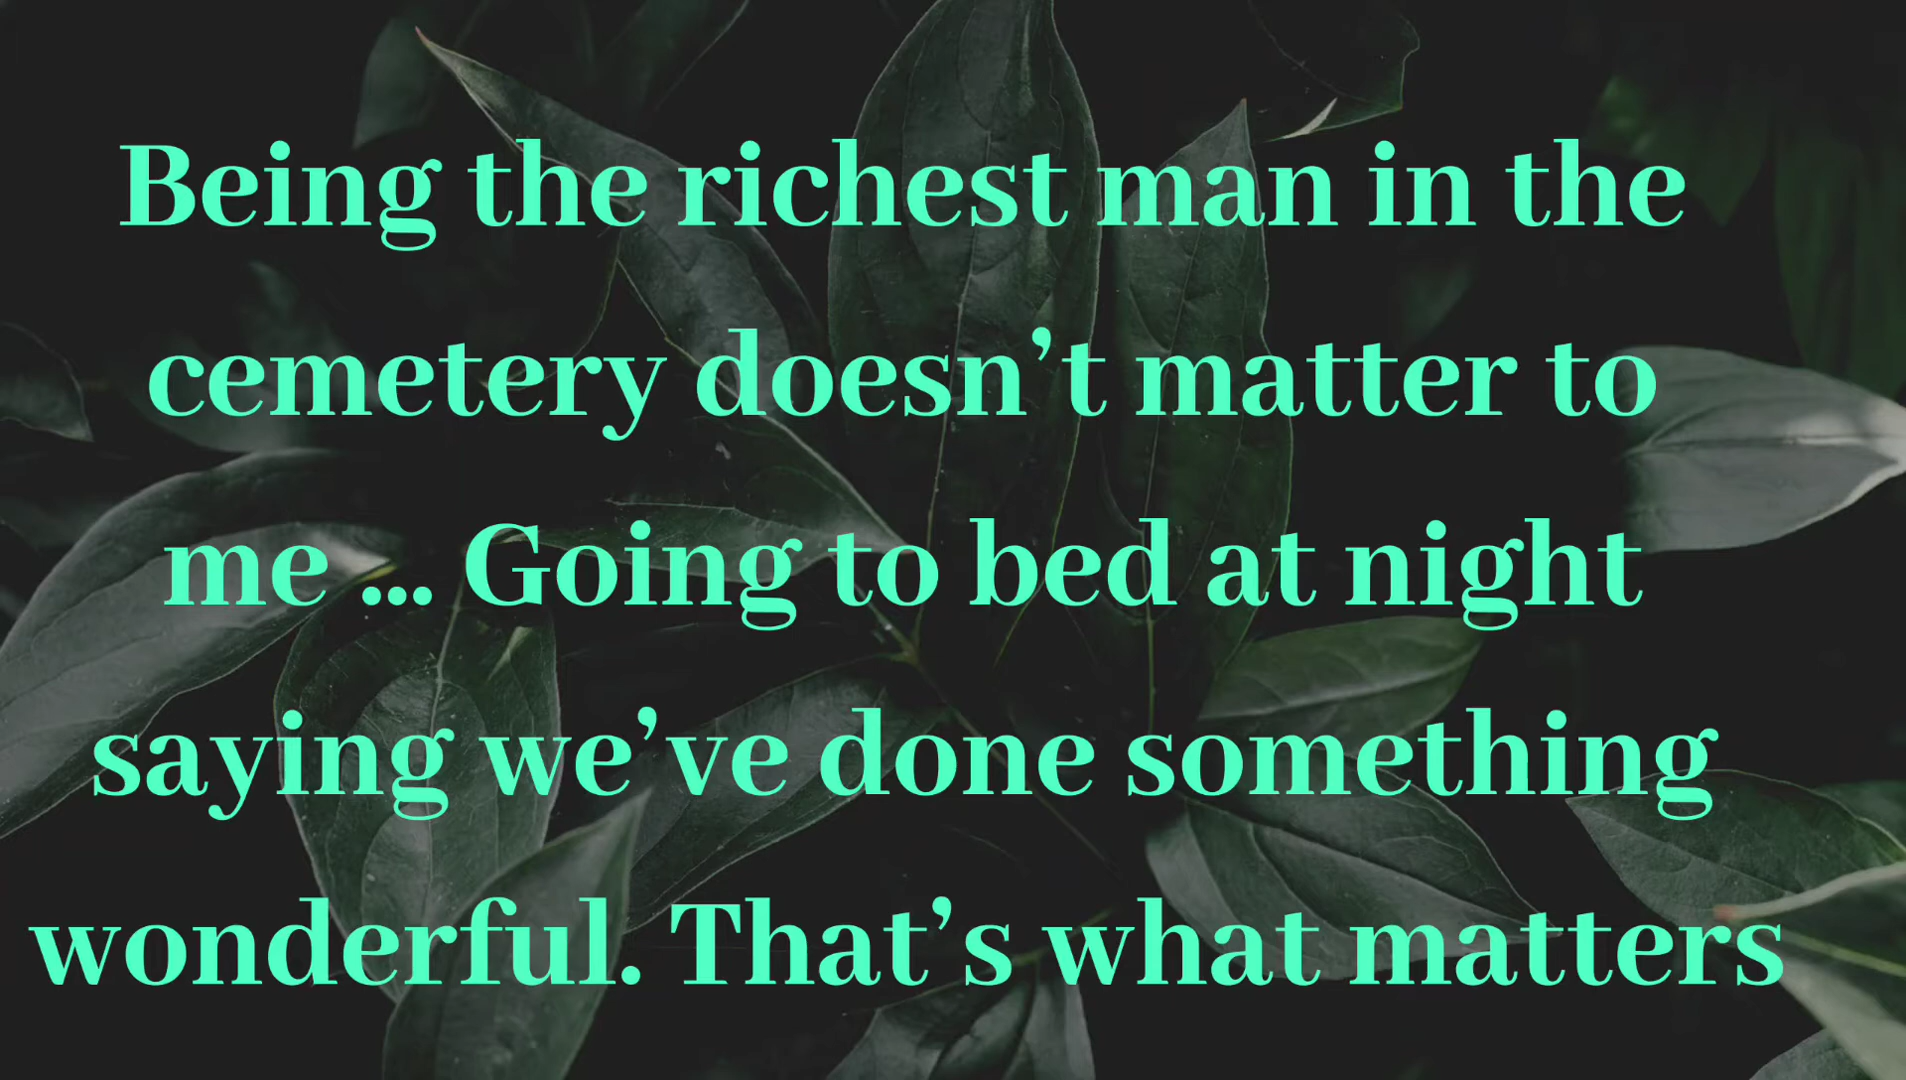 Being the richest man in the
cemetery doesn’t matter to
me ... Going to bed at night
saying we’ve done something
wonderful. That’s what matters